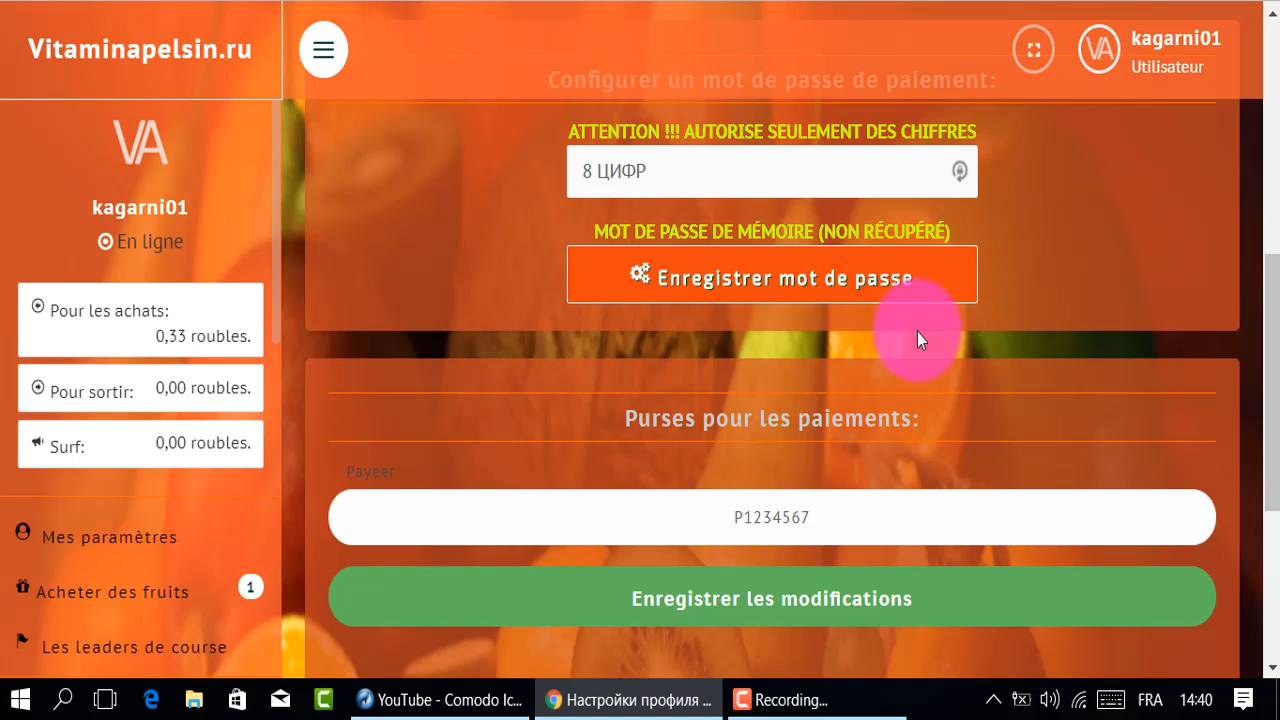 Vitaminapelsin.ru
kagarni01
Utilisateur
VA
VA
kagarni01
En ligne
Pour les achats:
0,33 roubles.
Pour sortir: 0,00 roubles.
Surf: 0,00 roubles.
Mes paramètres
Acheter des fruits 1
Les leaders de course
Configurer un mot de passe de paiement:
ATTENTION !!! AUTORISE SEULEMENT DES CHIFFRES
8 ЦИФР
MOT DE PASSE DE MÉMOIRE (NON RÉCUPÉRÉ)
Enregistrer mot de passe
Purses pour les paiements:
Payeer
P1234567
Enregistrer les modifications
YouTube - Comodo Ic... Настройки профиля ... Recording... FRA 14:40